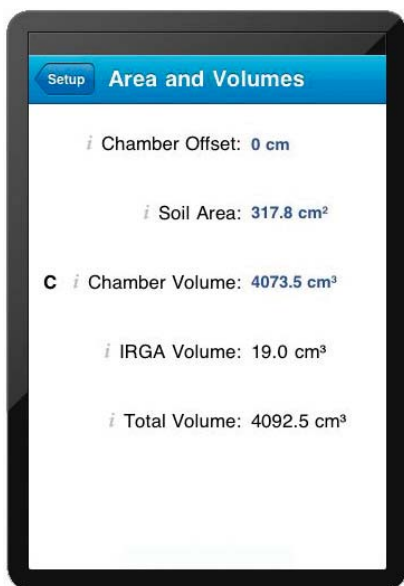 Setup Area and Volumes
i Chamber Offset: 0 cm
i Soil Area: 317.8 cm²
C i Chamber Volume: 4073.5 cm³
i IRGA Volume: 19.0 cm³
i Total Volume: 4092.5 cm³